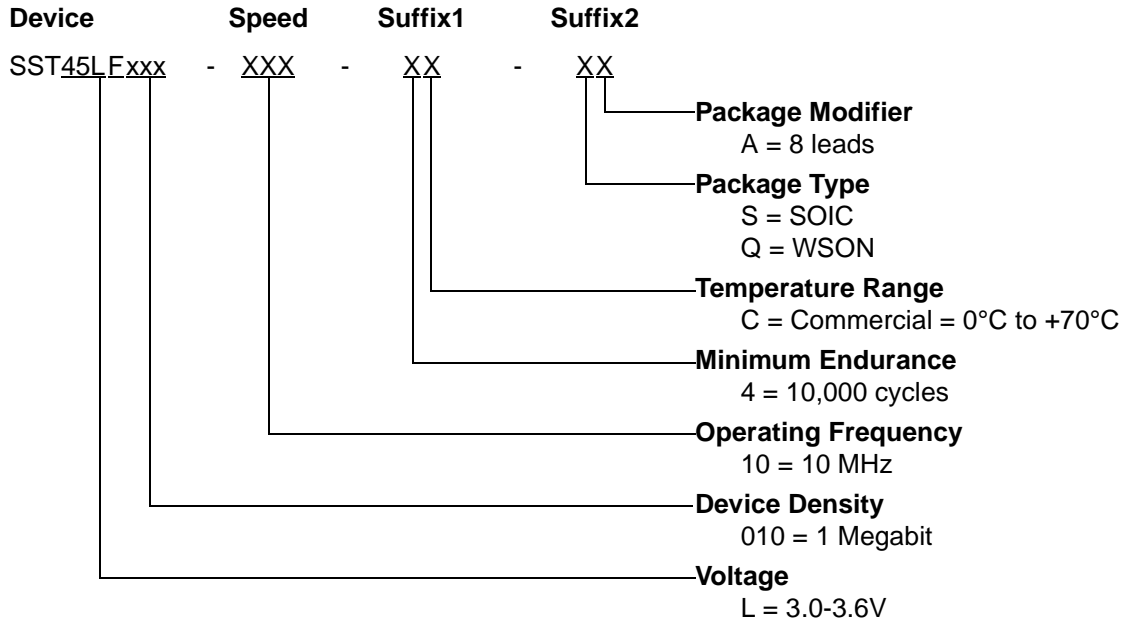 Device Speed Suffix1 Suffix2
SST45LFxxx - XXX - XX - XX
Package Modifier
A = 8 leads
Package Type
S = SOIC
Q = WSON
Temperature Range
C = Commercial = 0°C to +70°C
Minimum Endurance
4 = 10,000 cycles
Operating Frequency
10 = 10 MHz
Device Density
010 = 1 Megabit
Voltage
L = 3.0-3.6V